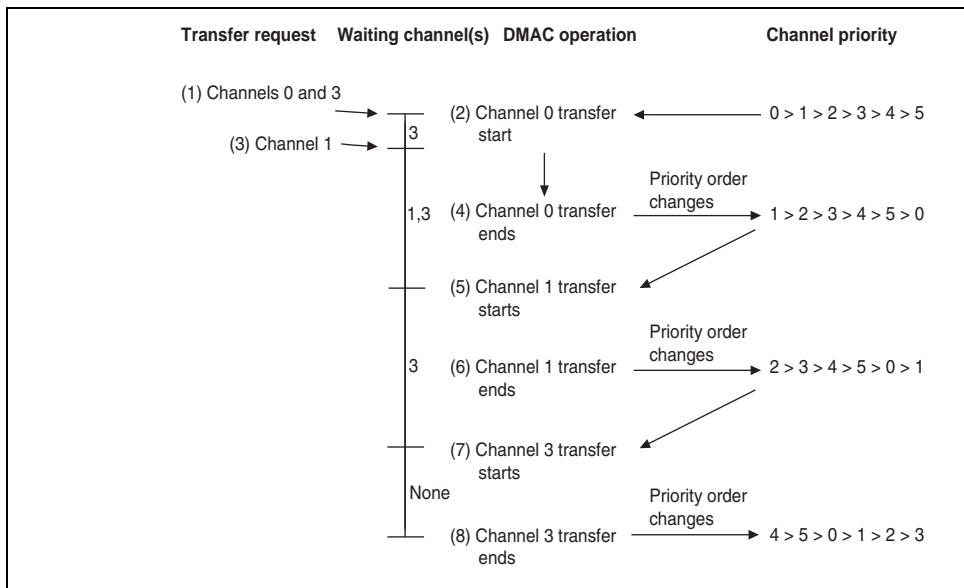 Transfer request Waiting channel(s) DMAC operation Channel priority
(1) Channels 0 and 3
3
(2) Channel 0 transfer
start
0 > 1 > 2 > 3 > 4 > 5
(3) Channel 1
1,3
(4) Channel 0 transfer
ends
Priority order
changes
1 > 2 > 3 > 4 > 5 > 0
(5) Channel 1 transfer
starts
3
(6) Channel 1 transfer
ends
Priority order
changes
2 > 3 > 4 > 5 > 0 > 1
(7) Channel 3 transfer
starts
None
(8) Channel 3 transfer
ends
Priority order
changes
4 > 5 > 0 > 1 > 2 > 3